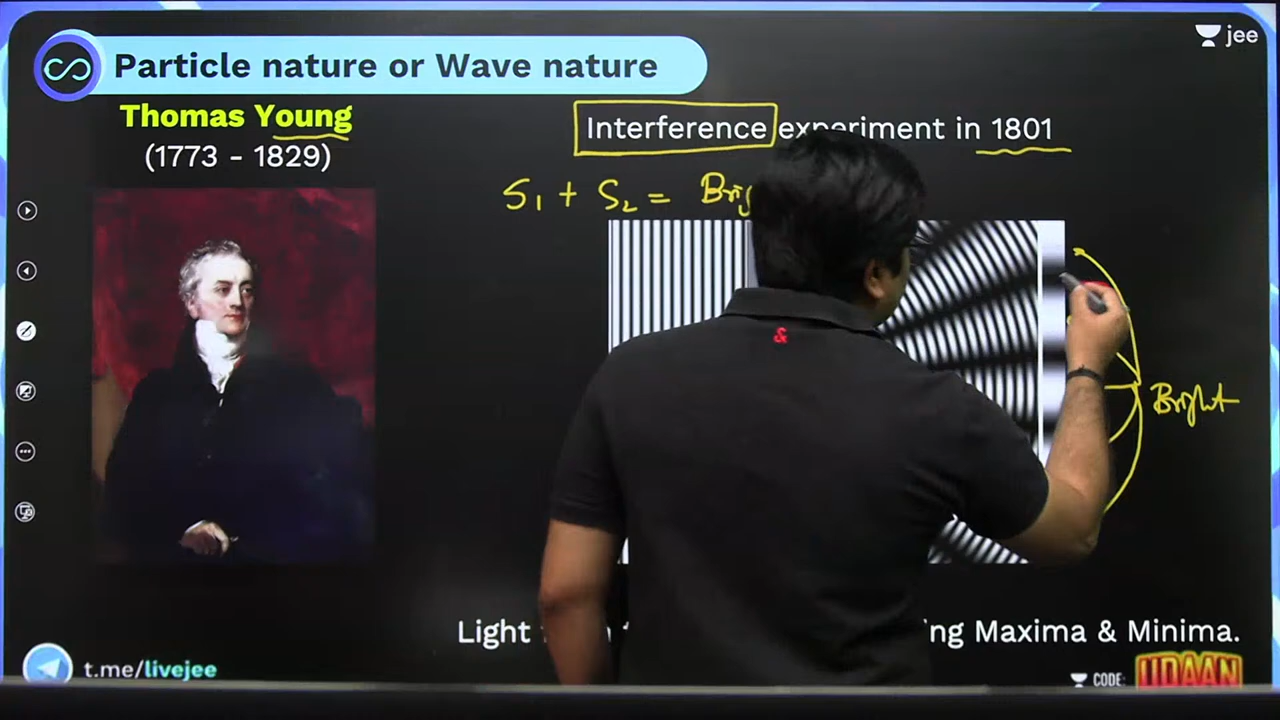 jee
Particle nature or Wave nature
Thomas Young
(1773 - 1829)
Interference experiment in 1801
S₁ + S₂ =
Bright
Light
Maxima & Minima.
t.me/livejee
CODE: UDAAN